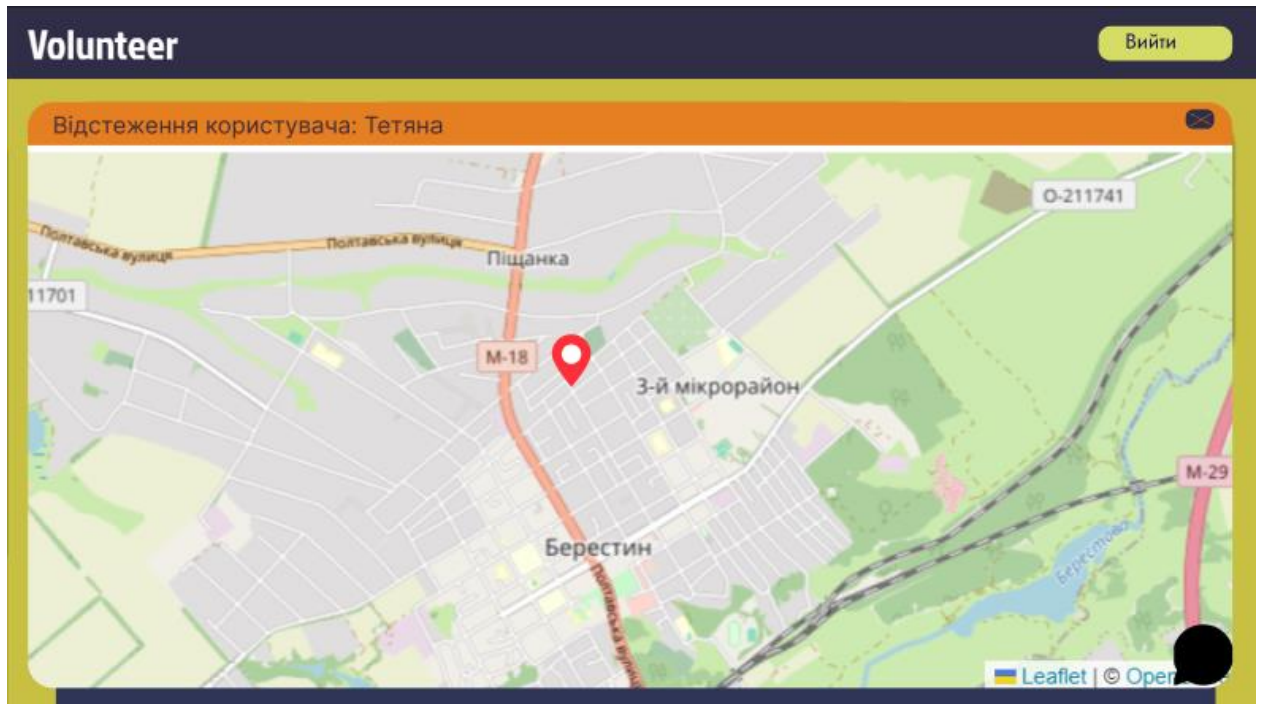 Volunteer
Вийти
Відстеження користувача: Тетяна
О-211741
Полтавська вулиця
Полтавська вулиця
Піщанка
11701
М-18
3-й мікрорайон
М-29
Берестин
Берестова
Полтавська вулиця
Leaflet | © Open